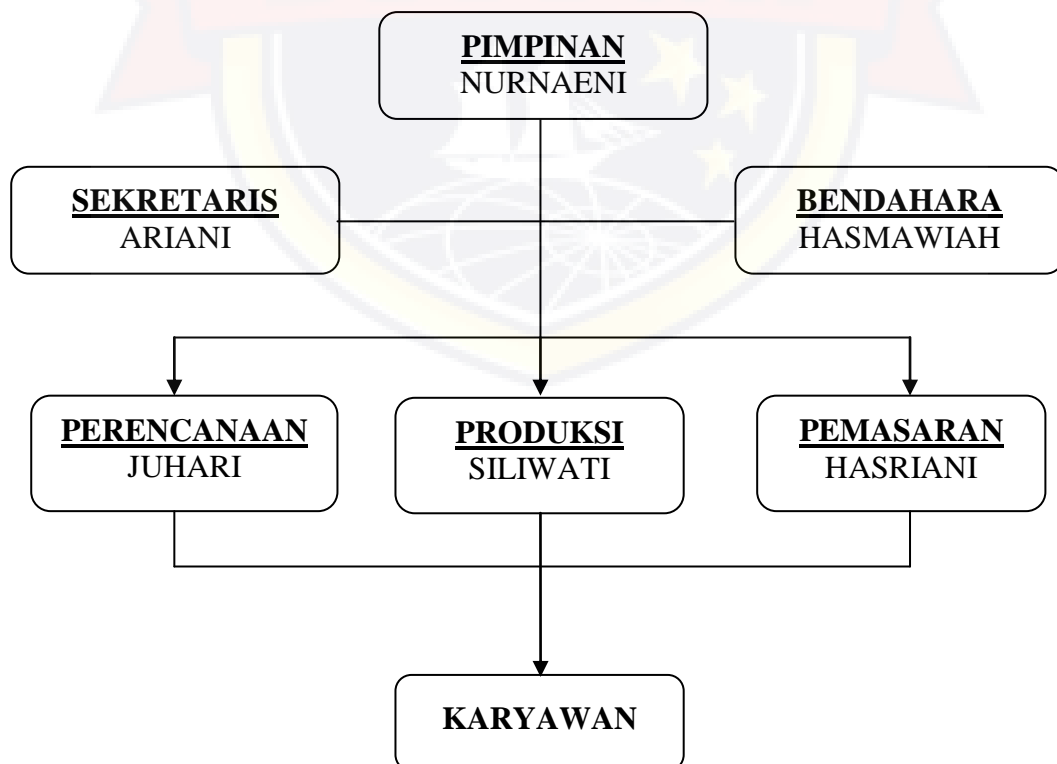 PIMPINAN
NURNAENI
SEKRETARIS
ARIANI
BENDAHARA
HASMAWIAH
PERENCANAAN
JUHARI
PRODUKSI
SILIWATI
PEMASARAN
HASRIANI
KARYAWAN